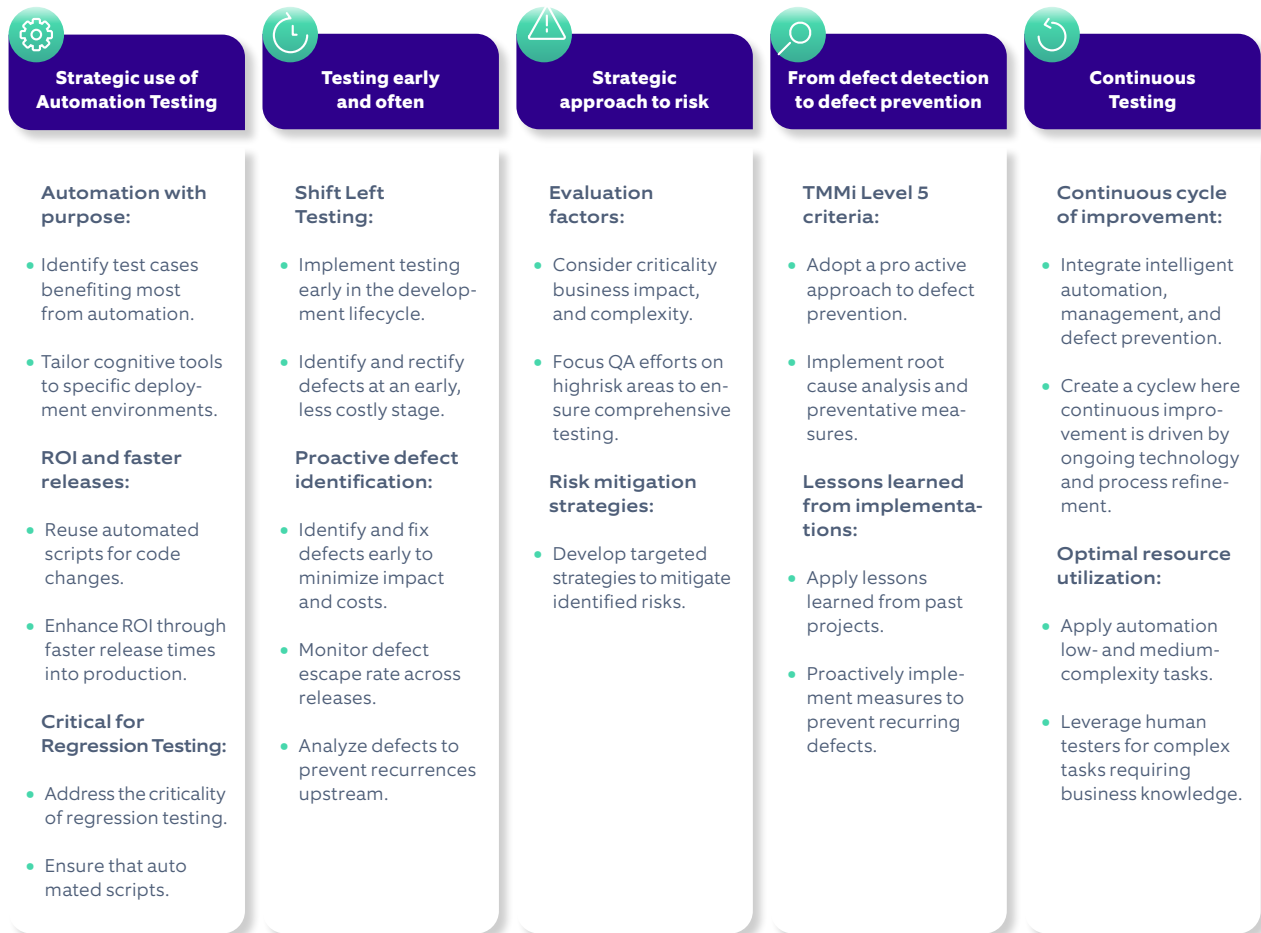 Strategic use of
Automation Testing
Automation with
purpose:
Identify test cases
benefiting most
from automation.
Tailor cognitive tools
to specific deploy-
ment environments.
ROI and faster
releases:
Reuse automated
scripts for code
changes.
Enhance ROI through
faster release times
into production.
Critical for
Regression Testing:
Address the criticality
of regression testing.
Ensure that auto
mated scripts.
Testing early
and often
Shift Left
Testing:
Implement testing
early in the develop-
ment lifecycle.
Identify and rectify
defects at an early,
less costly stage.
Proactive defect
identification:
Identify and fix
defects early to
minimize impact
and costs.
Monitor defect
escape rate across
releases.
Analyze defects to
prevent recurrences
upstream.
Strategic
approach to risk
Evaluation
factors:
Consider criticality
business impact,
and complexity.
Focus QA efforts on
highrisk areas to en-
sure comprehensive
testing.
Risk mitigation
strategies:
Develop targeted
strategies to mitigate
identified risks.
From defect detection
to defect prevention
TMMi Level 5
criteria:
Adopt a pro active
approach to defect
prevention.
Implement root
cause analysis and
preventative mea-
sures.
Lessons learned
from implementa-
tions:
Apply lessons
learned from past
projects.
Proactively imple-
ment measures to
prevent recurring
defects.
Continuous
Testing
Continuous cycle
of improvement:
Integrate intelligent
automation,
management, and
defect prevention.
Create a cyclew here
continuous impro-
vement is driven by
ongoing technology
and process refine-
ment.
Optimal resource
utilization:
Apply automation
low- and medium-
complexity tasks.
Leverage human
testers for complex
tasks requiring
business knowledge.